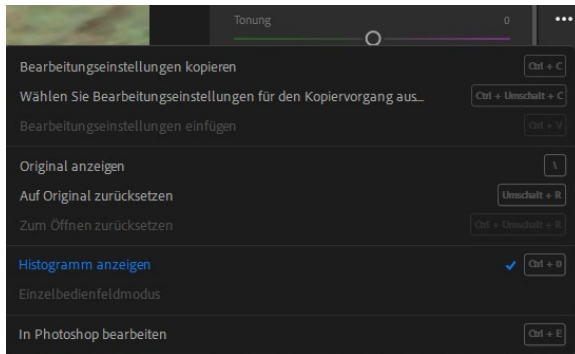 Tonung 0
Bearbeitungseinstellungen kopieren Ctrl + C
Wählen Sie Bearbeitungseinstellungen für den Kopiervorgang aus... Ctrl + Umschalt + C
Bearbeitungseinstellungen einfügen Ctrl + V
Original anzeigen \
Auf Original zurücksetzen Umschalt + R
Zum Öffnen zurücksetzen Ctrl + Umschalt + R
Histogramm anzeigen Ctrl + 0
Einzelbedienfeldmodus
In Photoshop bearbeiten Ctrl + E